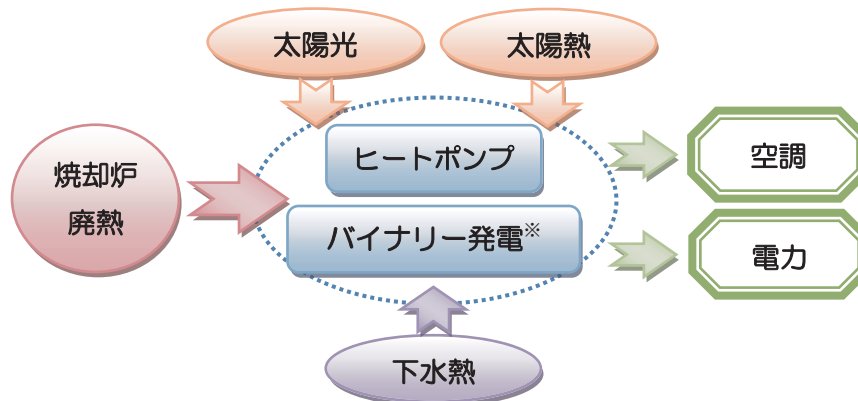 太陽光
太陽熱
焼却炉
廃熱
ヒートポンプ
バイナリー発電※
空調
電力
下水熱